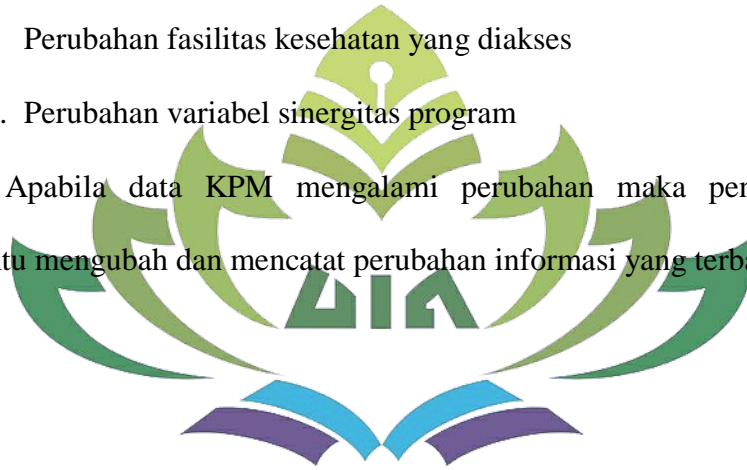 Perubahan fasilitas kesehatan yang diakses
. Perubahan variabel sinergitas program
Apabila data KPM mengalami perubahan maka
mengubah dan mencatat perubahan informasi yang
UIN